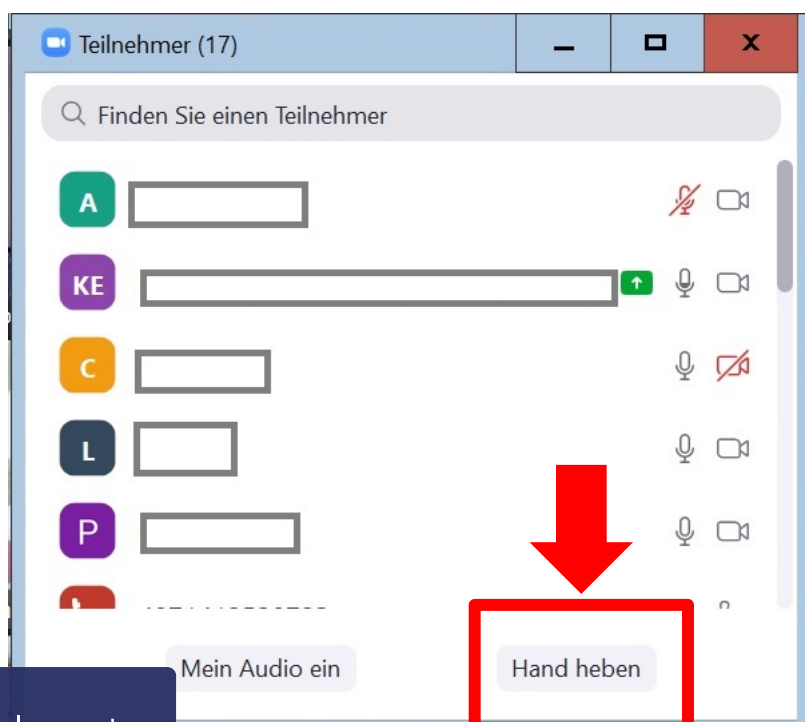 Teilnehmer (17)
Finden Sie einen Teilnehmer
A
KE
C
L
P
Mein Audio ein
Hand heben